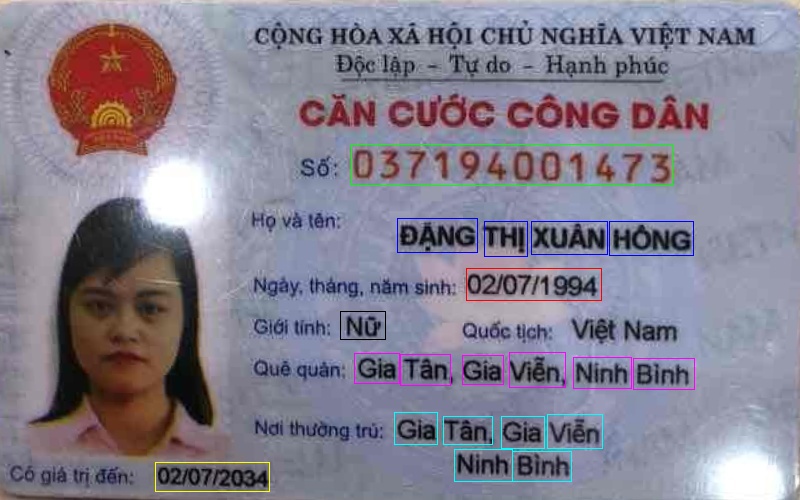 CỘNG HÒA XÃ HỘI CHỦ NGHĨA VIỆT NAM
Độc lập - Tự do - Hạnh phúc
CĂN CƯỚC CÔNG DÂN
Số: 037194001473
Họ và tên:
ĐẶNG THỊ XUÂN HỒNG
Ngày, tháng, năm sinh: 02/07/1994
Giới tính: Nữ Quốc tịch: Việt Nam
Quê quán: Gia Tân, Gia Viễn, Ninh Bình
Nơi thường trú: Gia Tân, Gia Viễn
Ninh Bình
Có giá trị đến: 02/07/2034